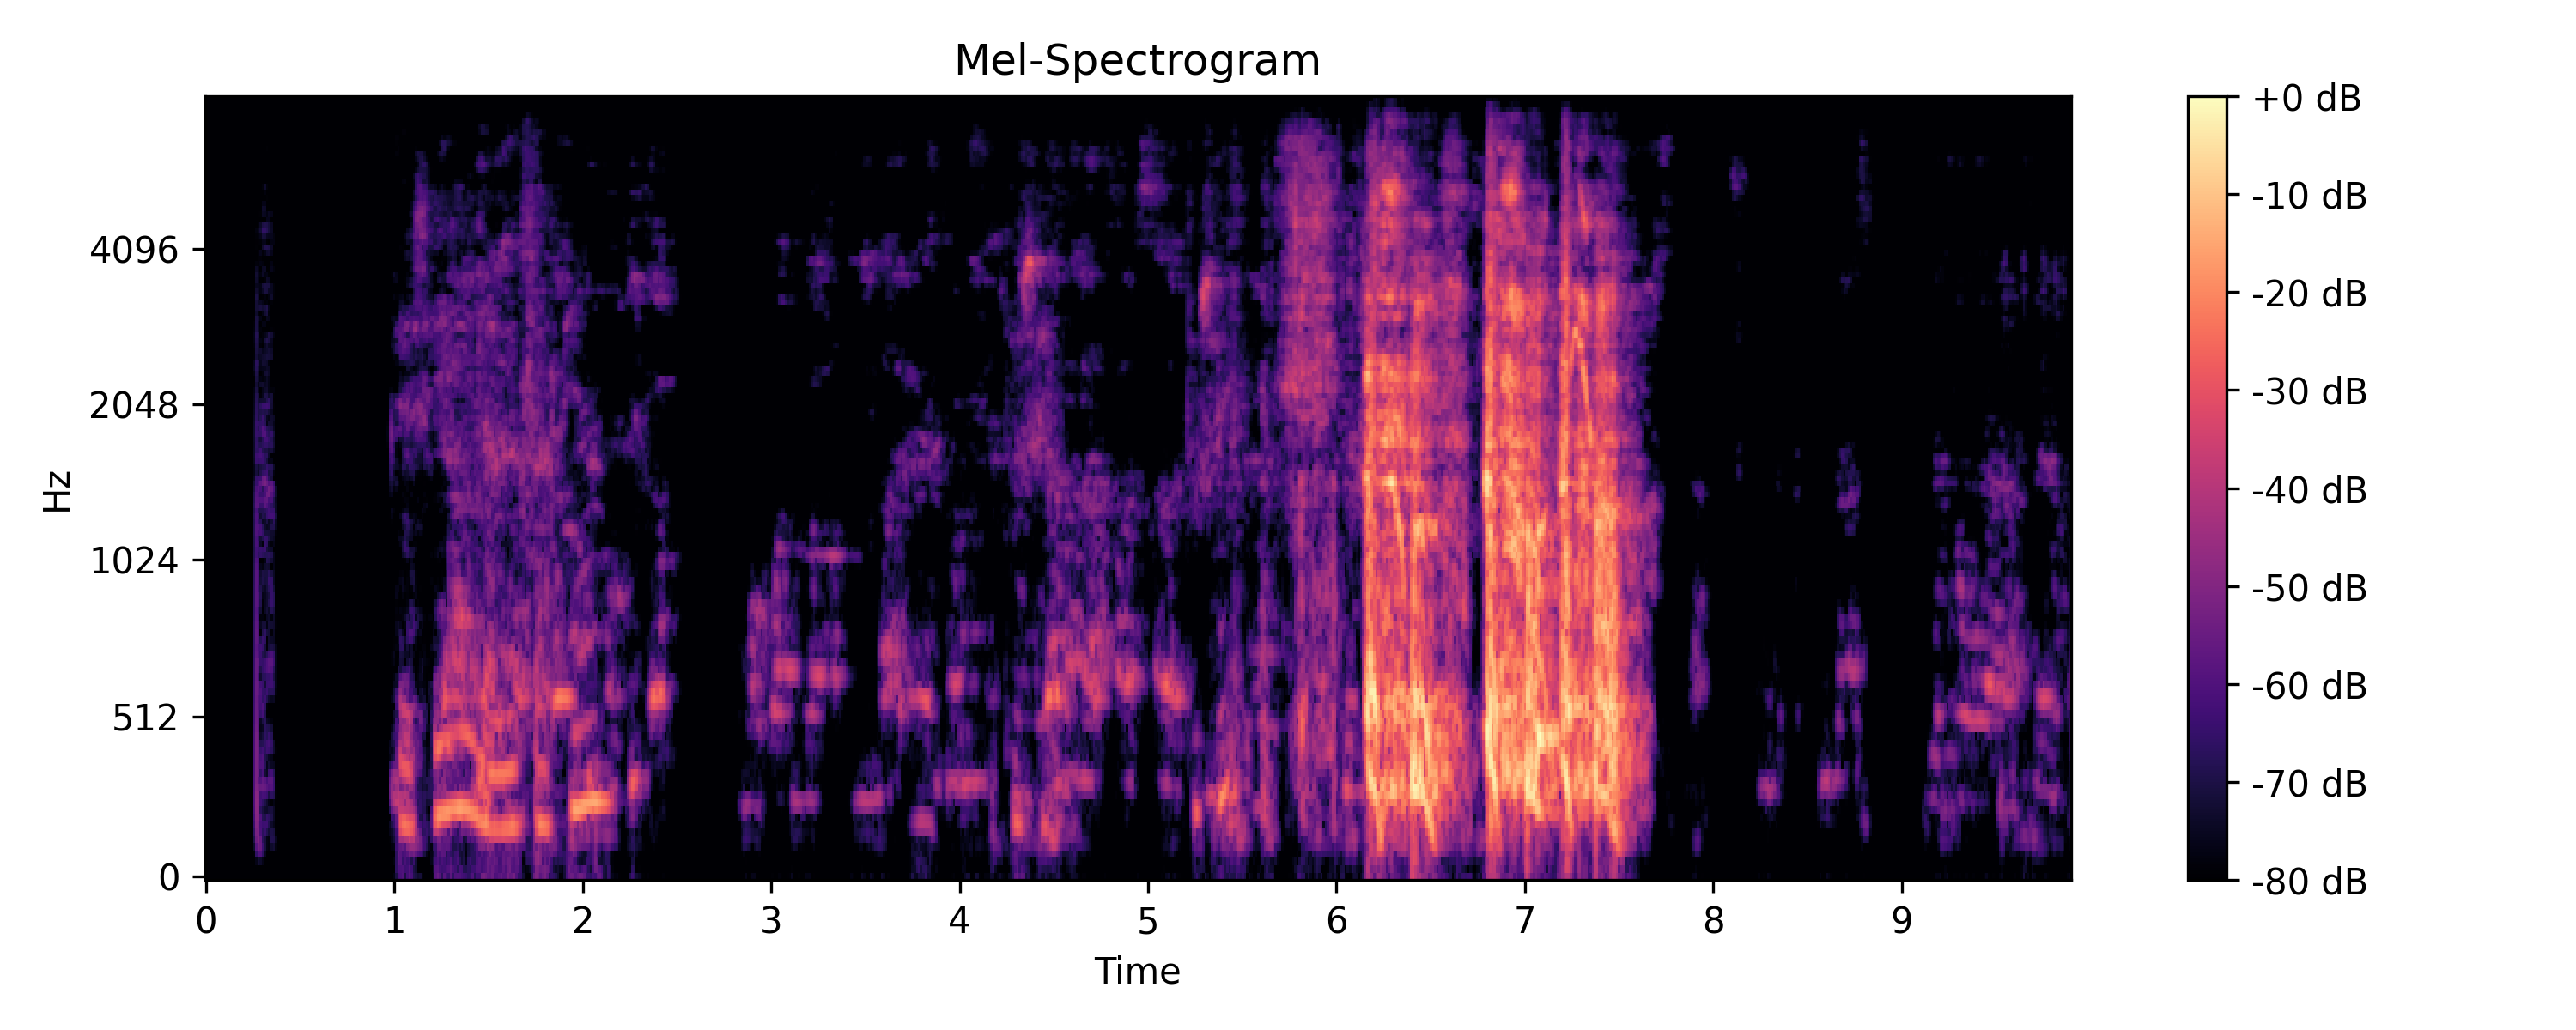 Mel-Spectrogram
+0 dB
-10 dB
-20 dB
-30 dB
-40 dB
-50 dB
-60 dB
-70 dB
-80 dB
Hz
4096
2048
1024
512
0
0 1 2 3 4 5 6 7 8 9
Time